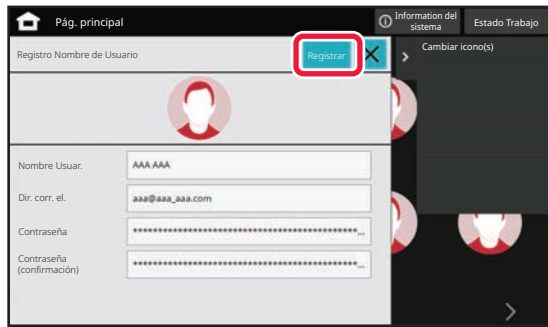 Pág. principal
Information del
sistema
Estado Trabajo
Registro Nombre de Usuario
Registrar
Cambiar icono(s)
Nombre Usuar.
AAA AAA
Dir. corr. el.
aaa@aaa_aaa.com
Contraseña
**************************************************...
Contraseña
(confirmación)
**************************************************...